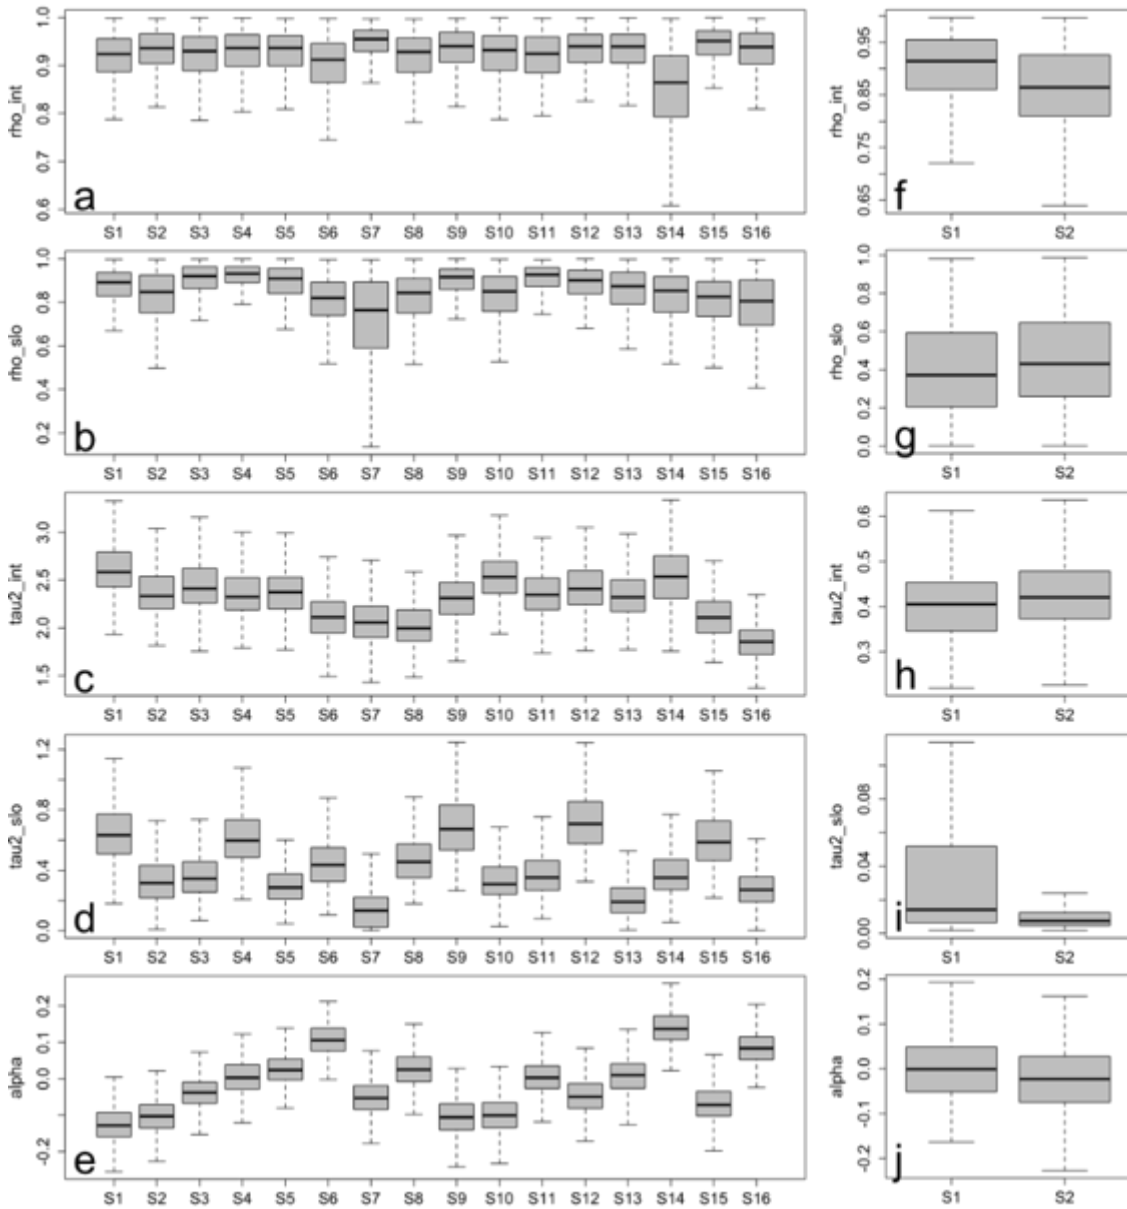 rho_int
1.0
0.9
0.8
0.7
0.6
a
S1 S2 S3 S4 S5 S6 S7 S8 S9 S10 S11 S12 S13 S14 S15 S16
rho_int
0.95
0.85
0.75
0.65
f
S1 S2
rho_slo
1.0
0.8
0.6
0.4
0.2
b
S1 S2 S3 S4 S5 S6 S7 S8 S9 S10 S11 S12 S13 S14 S15 S16
rho_slo
1.0
0.8
0.6
0.4
0.2
0.0
g
S1 S2
tau2_int
3.0
2.5
2.0
1.5
c
S1 S2 S3 S4 S5 S6 S7 S8 S9 S10 S11 S12 S13 S14 S15 S16
tau2_int
0.6
0.5
0.4
0.3
h
S1 S2
tau2_slo
1.2
0.8
0.4
0.0
d
S1 S2 S3 S4 S5 S6 S7 S8 S9 S10 S11 S12 S13 S14 S15 S16
tau2_slo
0.08
0.04
0.00
i
S1 S2
alpha
0.2
0.1
0.0
-0.2
e
S1 S2 S3 S4 S5 S6 S7 S8 S9 S10 S11 S12 S13 S14 S15 S16
alpha
0.2
0.1
0.0
-0.1
-0.2
j
S1 S2